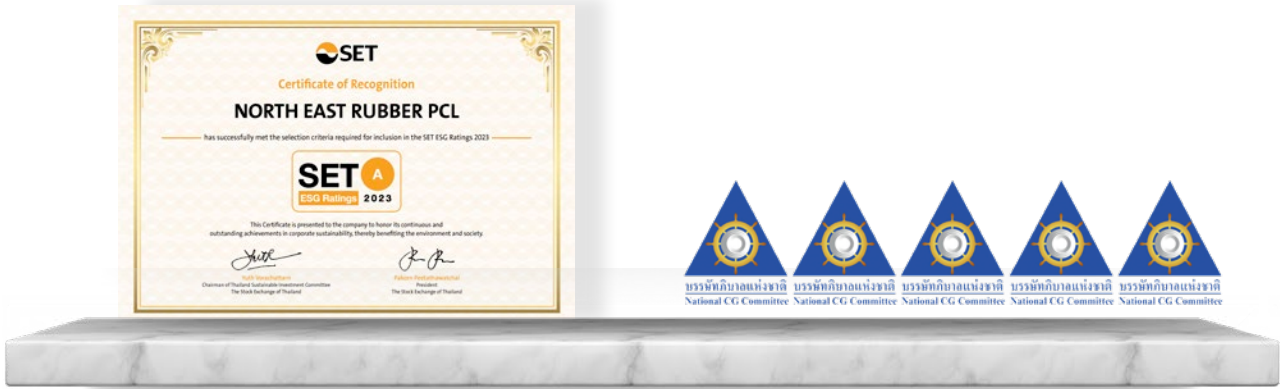 SET
Certificate of Recognition
NORTH EAST RUBBER PCL
has successfully met the selection criteria required for inclusion in the SET ESG Ratings 2023
SET A
ESG Ratings 2023
This Certificate is presented to the company to honor its continuous and
outstanding achievements in corporate sustainability, thereby benefiting the environment and society.
Chairman of Thailand Sustainable Investment Committee
The Stock Exchange of Thailand
President
The Stock Exchange of Thailand
บรรษัทภิบาลแห่งชาติ
National CG Committee
บรรษัทภิบาลแห่งชาติ
National CG Committee
บรรษัทภิบาลแห่งชาติ
National CG Committee
บรรษัทภิบาลแห่งชาติ
National CG Committee
บรรษัทภิบาลแห่งชาติ
National CG Committee